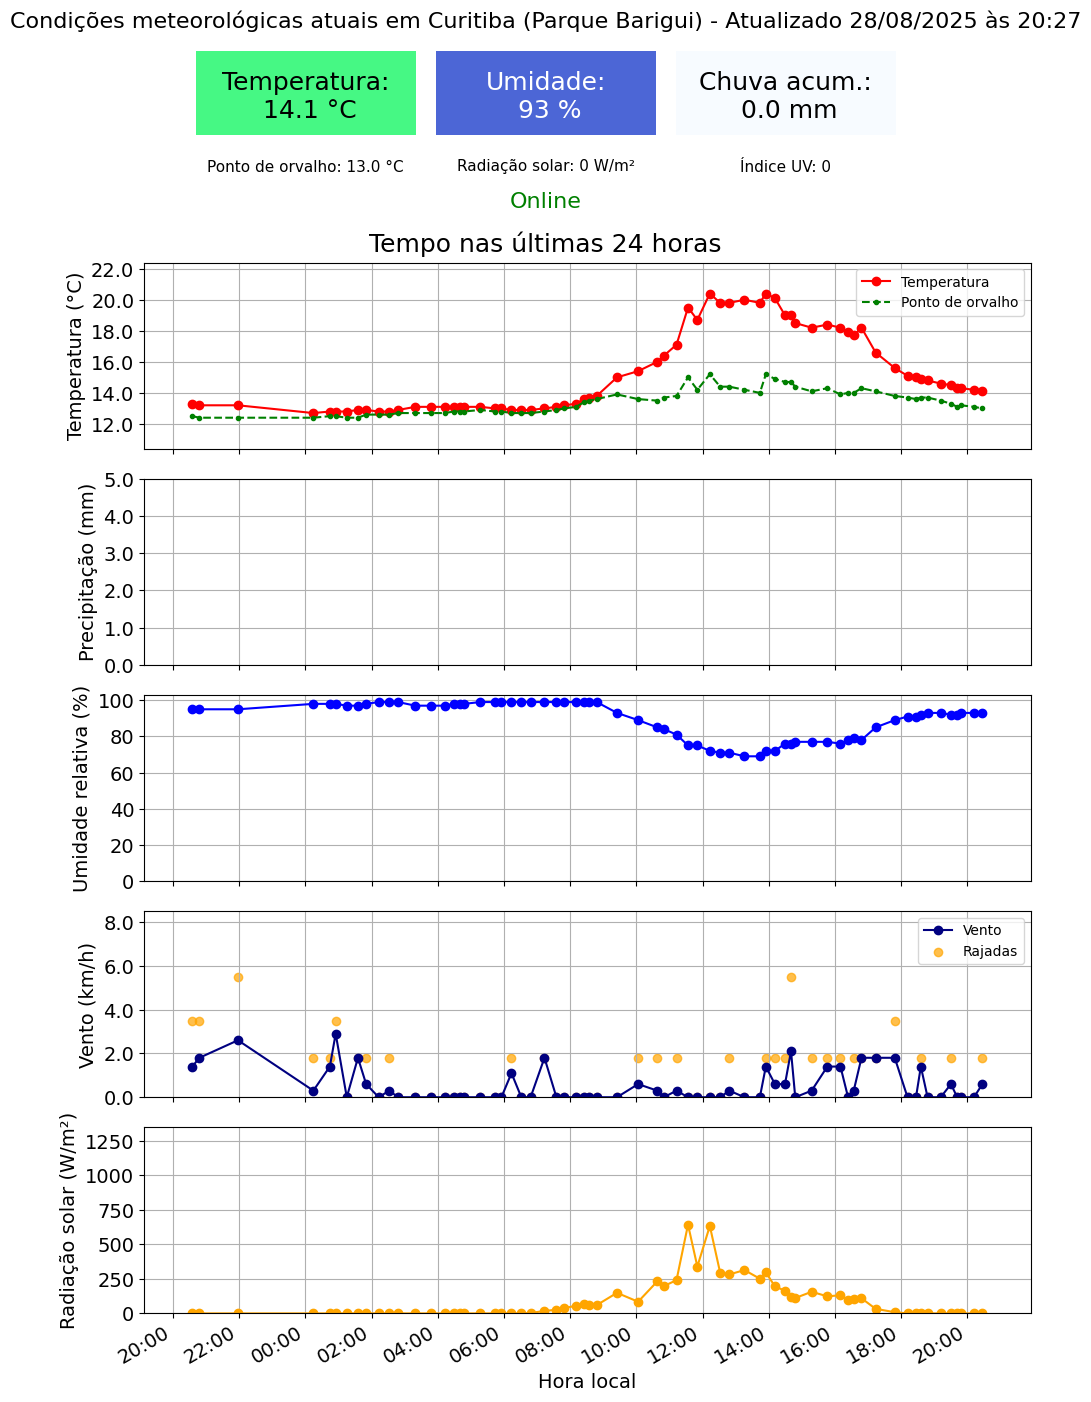 Condições meteorológicas atuais em Curitiba (Parque Barigui) - Atualizado 28/08/2025 às 20:27
Temperatura:
14.1 °C
Umidade:
93 %
Chuva acum.:
0.0 mm
Ponto de orvalho: 13.0 °C
Radiação solar: 0 W/m²
Índice UV: 0
Online
Tempo nas últimas 24 horas
Temperatura (°C)
22.0
20.0
18.0
16.0
14.0
12.0
Temperatura
Ponto de orvalho
Precipitação (mm)
5.0
4.0
3.0
2.0
1.0
0.0
Umidade relativa (%)
100
80
60
40
20
0
Vento (km/h)
8.0
6.0
4.0
2.0
0.0
Vento
Rajadas
Radiação solar (W/m²)
1250
1000
750
500
250
0
20:00 22:00 00:00 02:00 04:00 06:00 08:00 10:00 12:00 14:00 16:00 18:00 20:00
Hora local